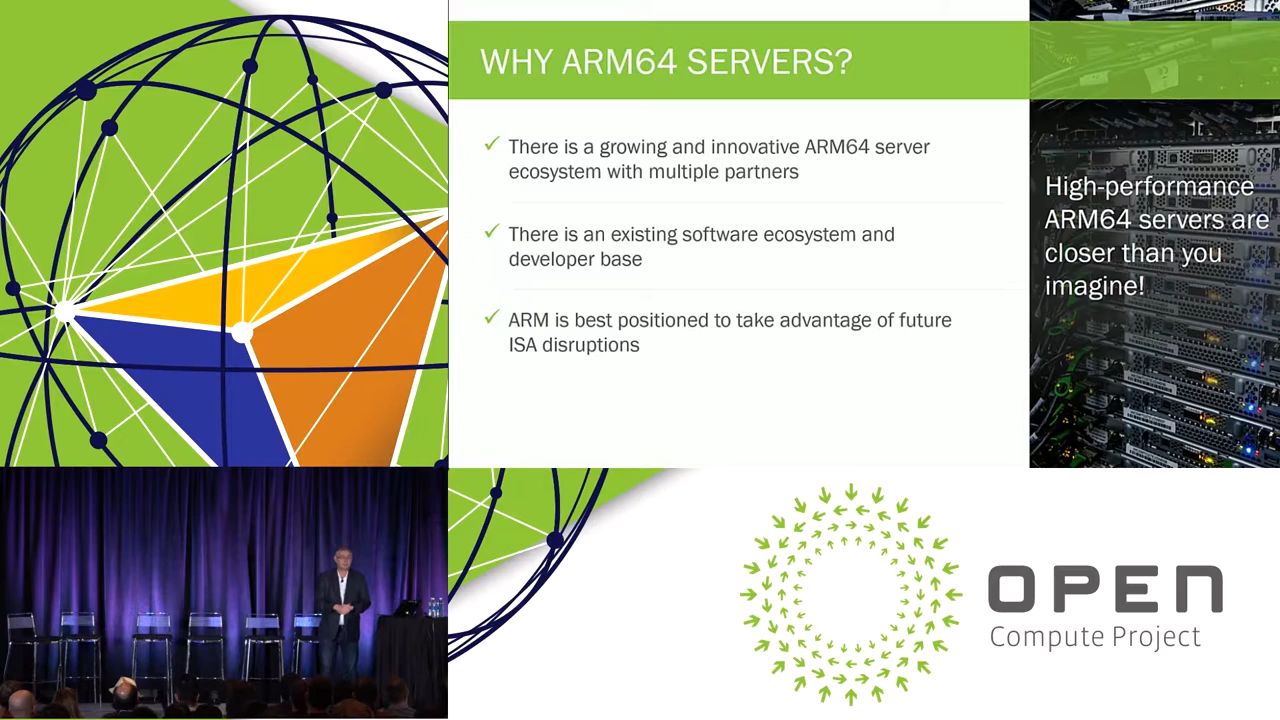 WHY ARM64 SERVERS?
✓ There is a growing and innovative ARM64 server
ecosystem with multiple partners
✓ There is an existing software ecosystem and
developer base
✓ ARM is best positioned to take advantage of future
ISA disruptions
High-performance
ARM64 servers are
closer than you
imagine!
OPEN
Compute Project